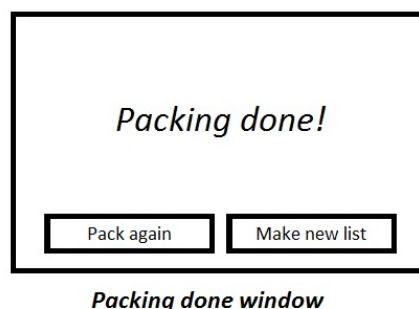 Packing done!
Pack again
Make new list
Packing done window